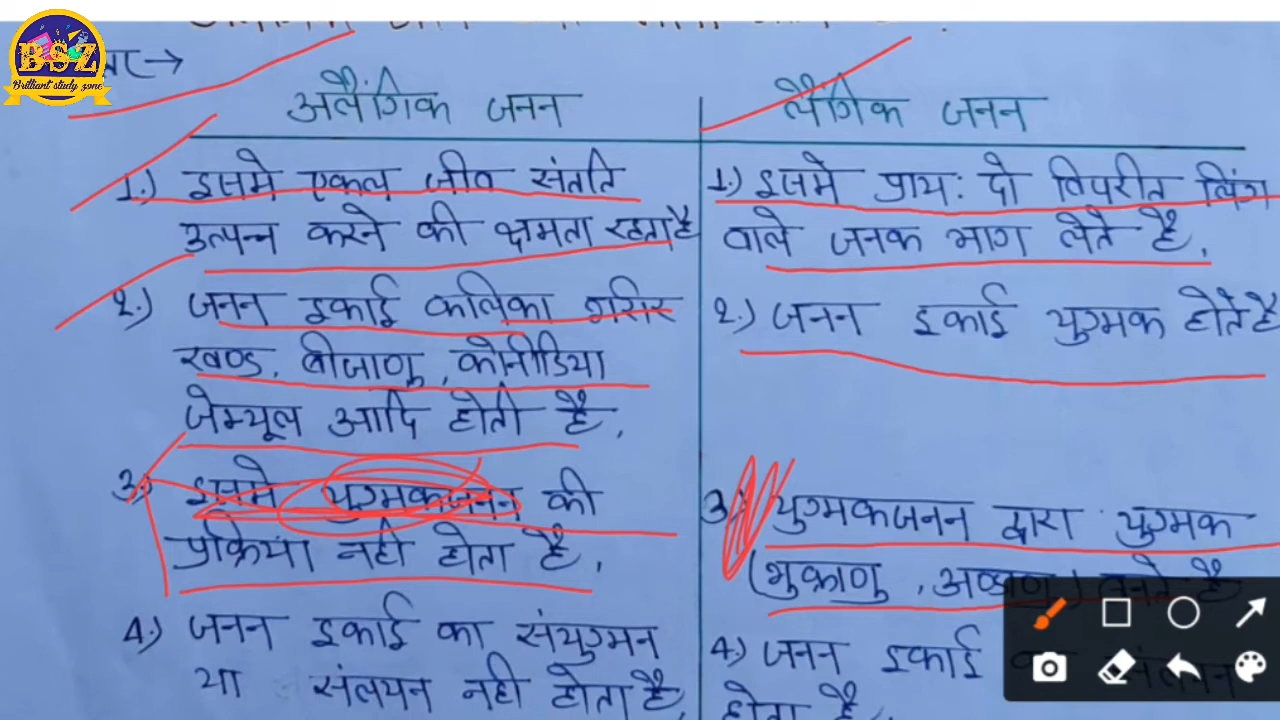 BSZ
Brilliant study zone
अलैंगिक जनन
लैंगिक जनन
1.) इसमे एकल जीव संतति
उत्पन्न करने की क्षमता रहता है
2.) जनन इकाई कलिका शरीर
खण्ड, बीजाणु, कोनीडिया
जेम्यूल आदि होती है,
3.) इसमे युग्मकजनन की
प्रक्रिया नही होता है,
4.) जनन इकाई का संयुग्मन
या संलयन नही होता है,
1.) इसमे प्राय: दो विपरीत लिंग
वाले जनक भाग लेते है,
2.) जनन इकाई युग्मक होते है
3.) युग्मकजनन द्वारा युग्मक
(शुक्राणु, अण्डाणु) बनते है
4.) जनन इकाई संलयन
होता है,